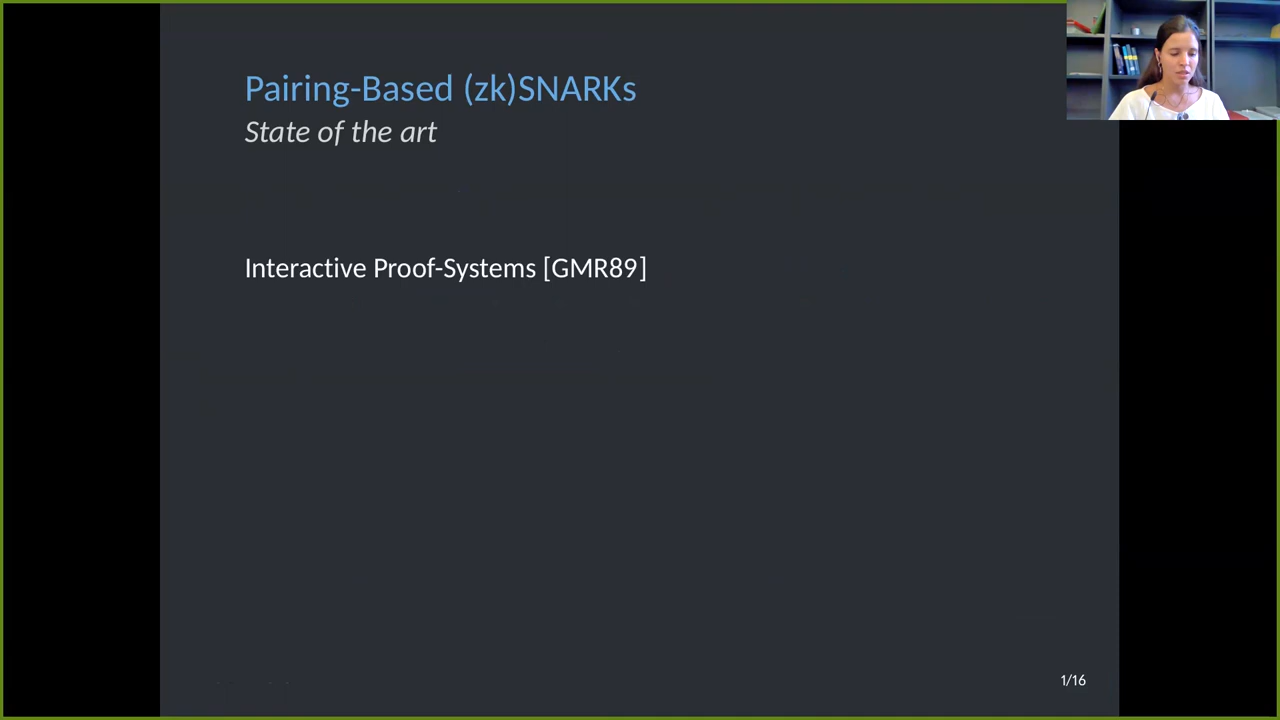 Pairing-Based (zk)SNARKs
State of the art
Interactive Proof-Systems [GMR89]
1/16